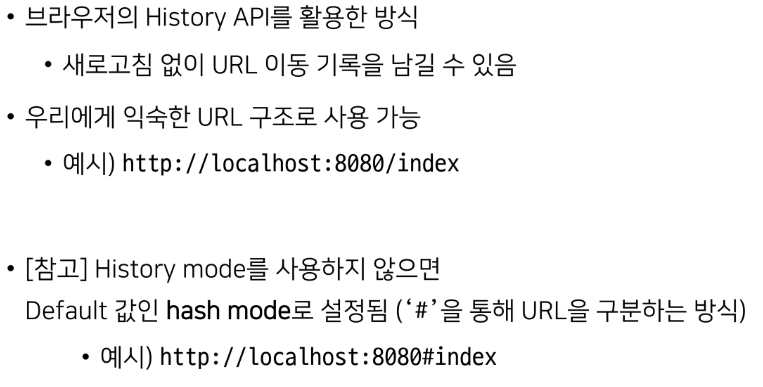 • 브라우저의 History API를 활용한 방식
• 새로고침 없이 URL 이동 기록을 남길 수 있음
• 우리에게 익숙한 URL 구조로 사용 가능
• 예시) http://localhost:8080/index
• [참고] History mode를 사용하지 않으면
Default 값인 hash mode로 설정됨 (‘#’을 통해 URL을 구분하는 방식)
• 예시) http://localhost:8080#index